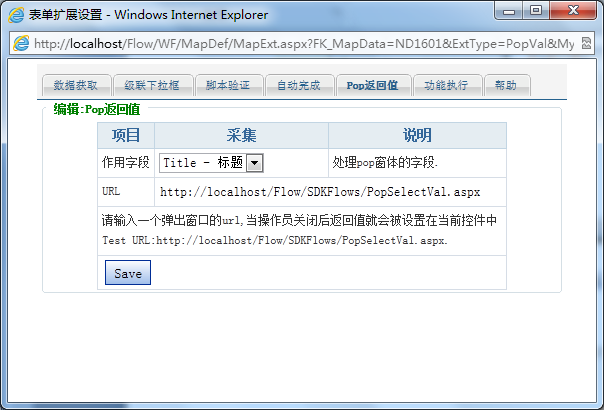 表单扩展设置 - Windows Internet Explorer
http://localhost/Flow/WF/MapDef/MapExt.aspx?FK_MapData=ND1601&ExtType=PopVal&My
数据获取 级联下拉框 脚本验证 自动完成 Pop返回值 功能执行 帮助
编辑:Pop返回值
项目 采集 说明
作用字段 Title - 标题 处理pop窗体的字段.
URL http://localhost/Flow/SDKFlows/PopSelectVal.aspx
请输入一个弹出窗口的url,当操作员关闭后返回值就会被设置在当前控件中
Test URL:http://localhost/Flow/SDKFlows/PopSelectVal.aspx.
Save